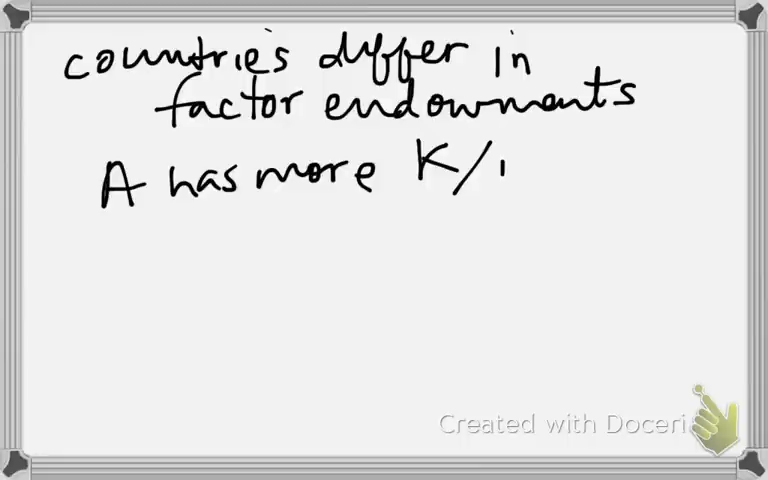 countries differ in
factor endowments
A has more K/
Created with Doceri